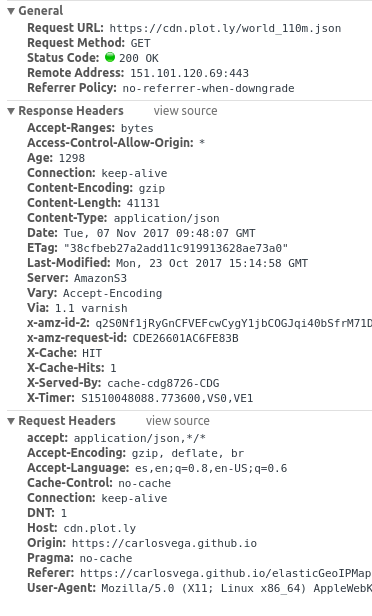 General
Request URL: https://cdn.plot.ly/world_110m.json
Request Method: GET
Status Code: 200 OK
Remote Address: 151.101.120.69:443
Referrer Policy: no-referrer-when-downgrade
Response Headers view source
Accept-Ranges: bytes
Access-Control-Allow-Origin: *
Age: 1298
Connection: keep-alive
Content-Encoding: gzip
Content-Length: 41131
Content-Type: application/json
Date: Tue, 07 Nov 2017 09:48:07 GMT
ETag: "38cfbeb27a2add11c919913628ae73a0"
Last-Modified: Mon, 23 Oct 2017 15:14:58 GMT
Server: AmazonS3
Vary: Accept-Encoding
Via: 1.1 varnish
x-amz-id-2: q2S0Nf1jRyGnCFVEFcwCygY1jbCOGJqi40bSfrM71D
x-amz-request-id: CDE26601AC6FE83B
X-Cache: HIT
X-Cache-Hits: 1
X-Served-By: cache-cdg8726-CDG
X-Timer: S1510048088.773600,VS0,VE1
Request Headers view source
accept: application/json,*/*
Accept-Encoding: gzip, deflate, br
Accept-Language: es,en;q=0.8,en-US;q=0.6
Cache-Control: no-cache
Connection: keep-alive
DNT: 1
Host: cdn.plot.ly
Origin: https://carlosvega.github.io
Pragma: no-cache
Referer: https://carlosvega.github.io/elasticGeoIPMap
User-Agent: Mozilla/5.0 (X11; Linux x86_64) AppleWebK